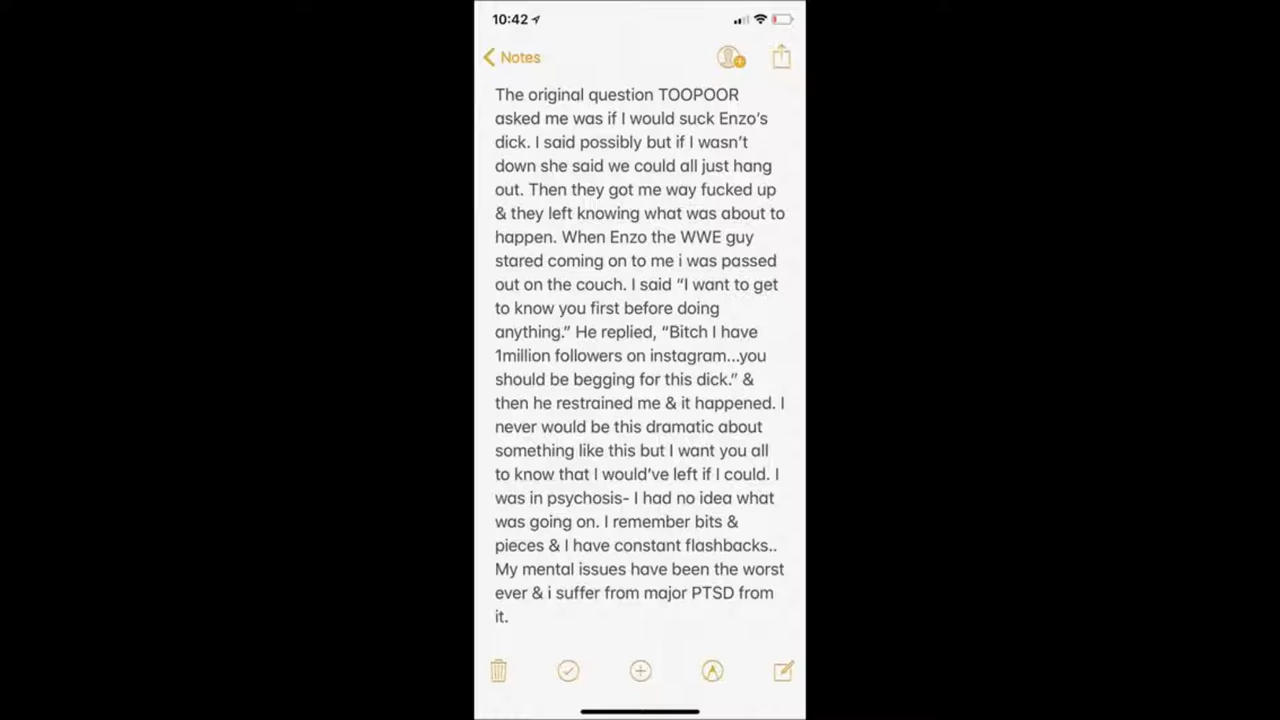 10:42
Notes
The original question TOOPOOR
asked me was if I would suck Enzo's
dick. I said possibly but if I wasn't
down she said we could all just hang
out. Then they got me way fucked up
& they left knowing what was about to
happen. When Enzo the WWE guy
stared coming on to me i was passed
out on the couch. I said “I want to get
to know you first before doing
anything.” He replied, “Bitch I have
1million followers on instagram...you
should be begging for this dick.” &
then he restrained me & it happened. I
never would be this dramatic about
something like this but I want you all
to know that I would've left if I could. I
was in psychosis- I had no idea what
was going on. I remember bits &
pieces & I have constant flashbacks..
My mental issues have been the worst
ever & i suffer from major PTSD from
it.